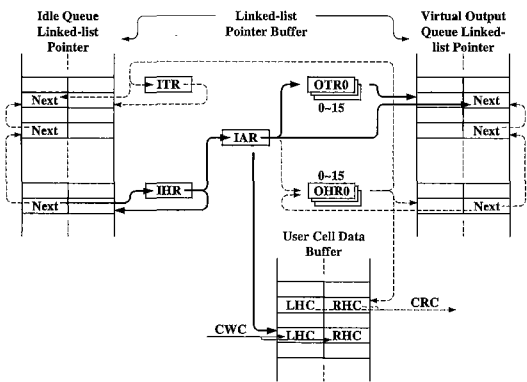 Idle Queue
Linked-list
Pointer
Linked-list
Pointer Buffer
Virtual Output
Queue Linked-
list Pointer
Next
ITR
OTR0
Next
0~15
Next
IAR
Next
0~15
IHR
OHR0
Next
Next
User Cell Data
Buffer
LHC
RHC
CRC
CWC
LHC
RHC